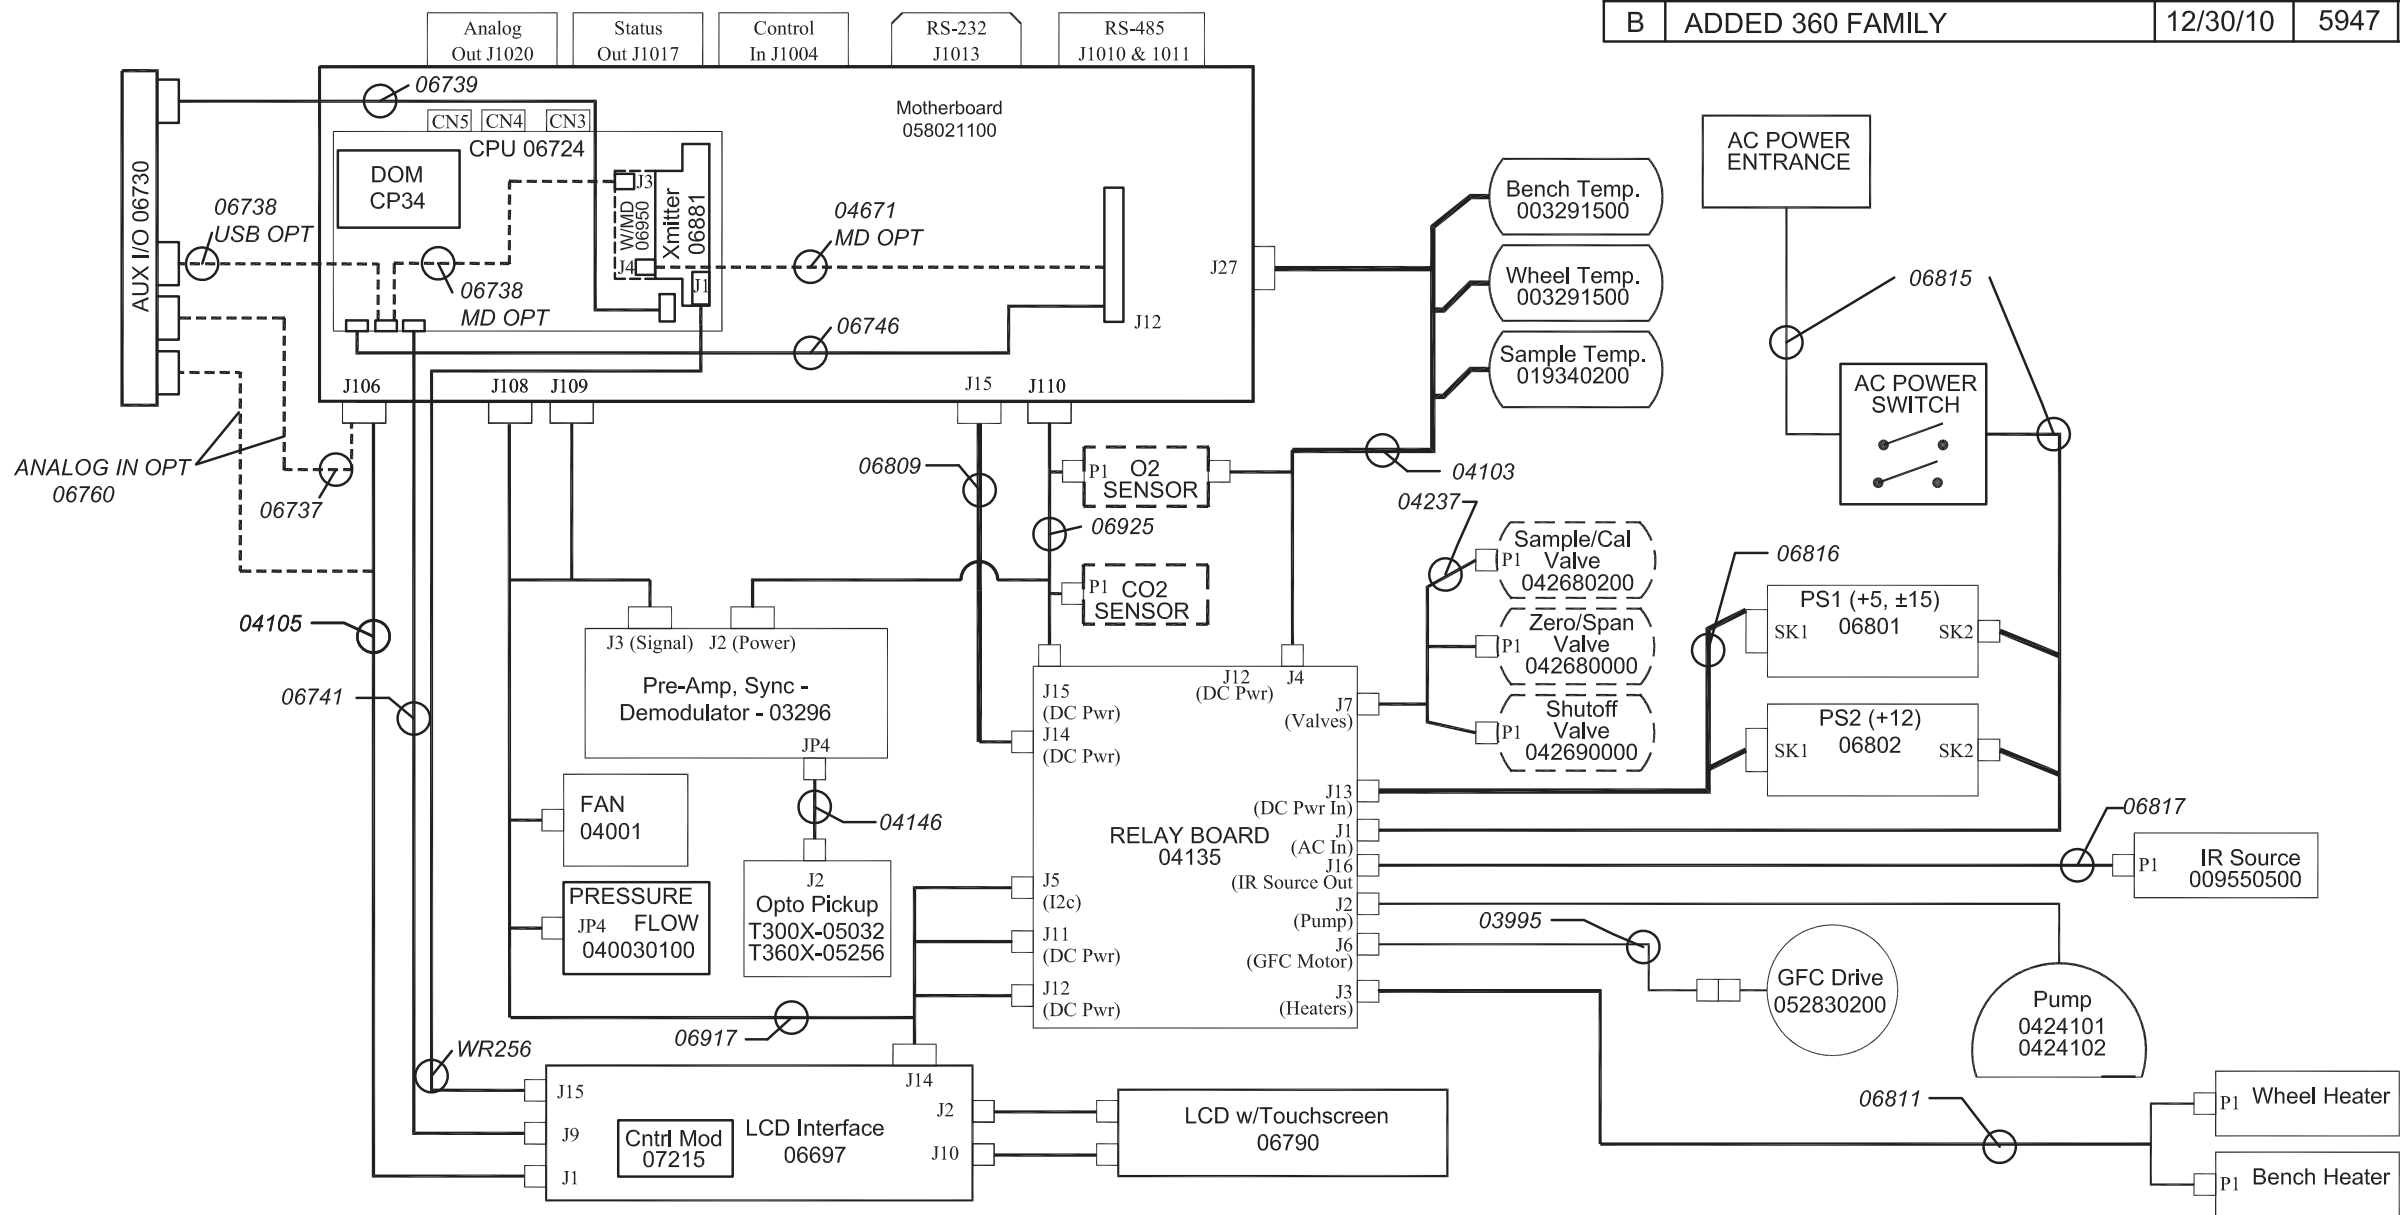 B ADDED 360 FAMILY 12/30/10 5947
Analog
Out J1020
Status
Out J1017
Control
In J1004
RS-232
J1013
RS-485
J1010 & 1011
06739
CN5 CN4 CN3
CPU 06724
DOM
CP34
Motherboard
058021100
AUX I/O 06730
06738
USB OPT
06738
MD OPT
J3
W/MD
06950
J4
Xmitter
06881
J1
04671
MD OPT
J12
06746
J27
J106
J108
J109
J15
J110
ANALOG IN OPT
06760
06737
04105
06741
Bench Temp.
003291500
Wheel Temp.
003291500
Sample Temp.
019340200
04103
AC POWER
ENTRANCE
06815
AC POWER
SWITCH
06809
P1 O2
SENSOR
06925
P1 CO2
SENSOR
04237
Sample/Cal
P1 Valve
042680200
Zero/Span
P1 Valve
042680000
Shutoff
P1 Valve
042690000
06816
PS1 (+5, ±15)
SK1 06801 SK2
PS2 (+12)
SK1 06802 SK2
J3 (Signal) J2 (Power)
Pre-Amp, Sync -
Demodulator - 03296
JP4
04146
J2
Opto Pickup
T300X-05032
T360X-05256
FAN
04001
PRESSURE
JP4 FLOW
040030100
06917
J15
(DC Pwr)
J14
(DC Pwr)
J12
(DC Pwr)
J4
J7
(Valves)
J13
(DC Pwr In)
RELAY BOARD
04135
J1
(AC In)
J16
(IR Source Out
J5
(I2c)
J2
(Pump)
J11
(DC Pwr)
J6
(GFC Motor)
J12
(DC Pwr)
J3
(Heaters)
06817
P1 IR Source
009550500
03995
GFC Drive
052830200
Pump
0424101
0424102
06811
P1 Wheel Heater
P1 Bench Heater
WR256
J15
J9
J1
J14
J2
J10
Cntrl Mod
07215
LCD Interface
06697
LCD w/Touchscreen
06790